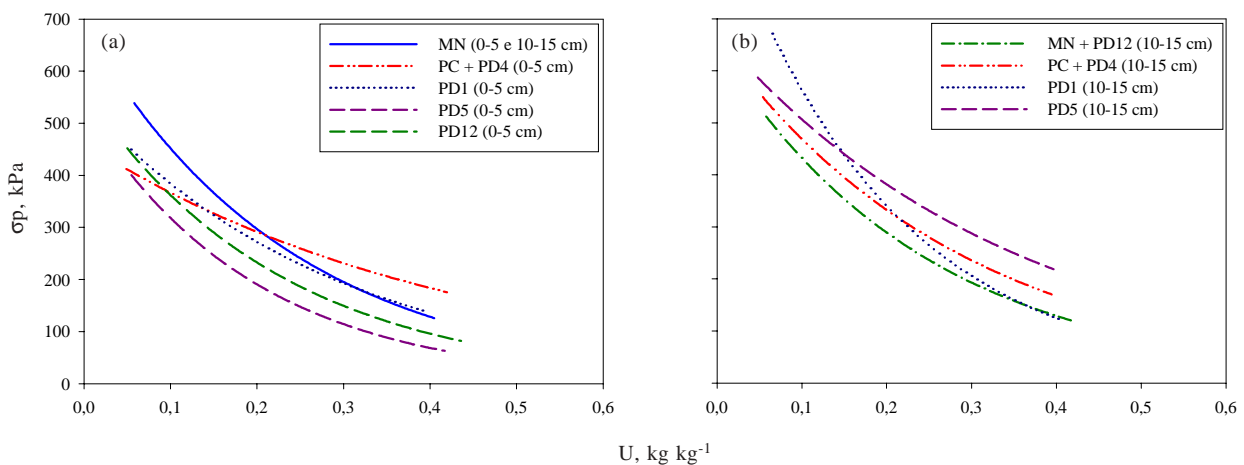 (a)
MN (0-5 e 10-15 cm)
PC + PD4 (0-5 cm)
PD1 (0-5 cm)
PD5 (0-5 cm)
PD12 (0-5 cm)
700
600
500
400
300
200
100
0
σp, kPa
0,0 0,1 0,2 0,3 0,4 0,5 0,6
(b)
MN + PD12 (10-15 cm)
PC + PD4 (10-15 cm)
PD1 (10-15 cm)
PD5 (10-15 cm)
0,0 0,1 0,2 0,3 0,4 0,5 0,6
U, kg kg⁻¹